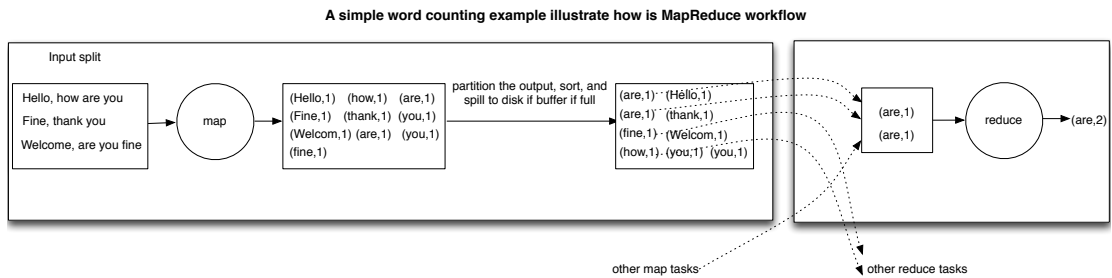 A simple word counting example illustrate how is MapReduce workflow
Input split
Hello, how are you
Fine, thank you
Welcome, are you fine
map
(Hello,1) (how,1) (are,1)
(Fine,1) (thank,1) (you,1)
(Welcom,1) (are,1) (you,1)
(fine,1)
partition the output, sort, and
spill to disk if buffer if full
(are,1) (Hello,1)
(are,1) (thank,1)
(fine,1) (Welcom,1)
(how,1) (you,1) (you,1)
(are,1)
(are,1)
reduce
(are,2)
other map tasks
other reduce tasks